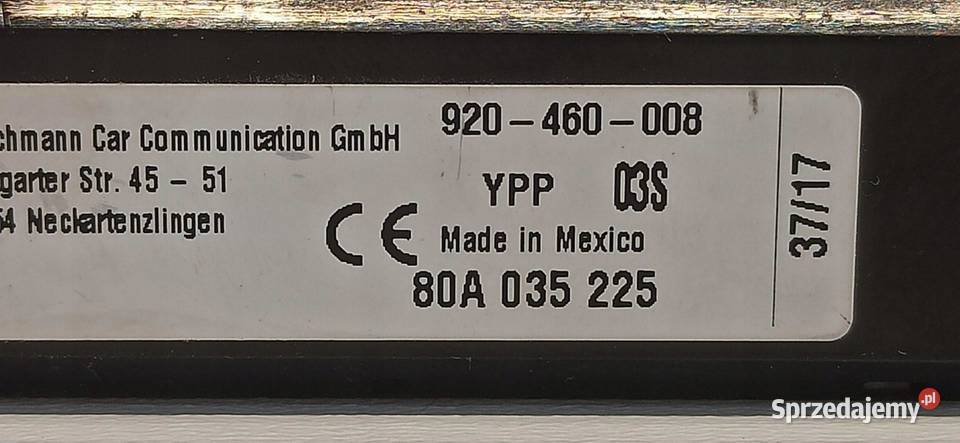 chmann Car Communication GmbH
garter Str. 45 – 51
54 Neckartenzlingen
920–460–008
YPP 03S
CE Made in Mexico
80A 035 225
37/17
Sprzedajemy.pl